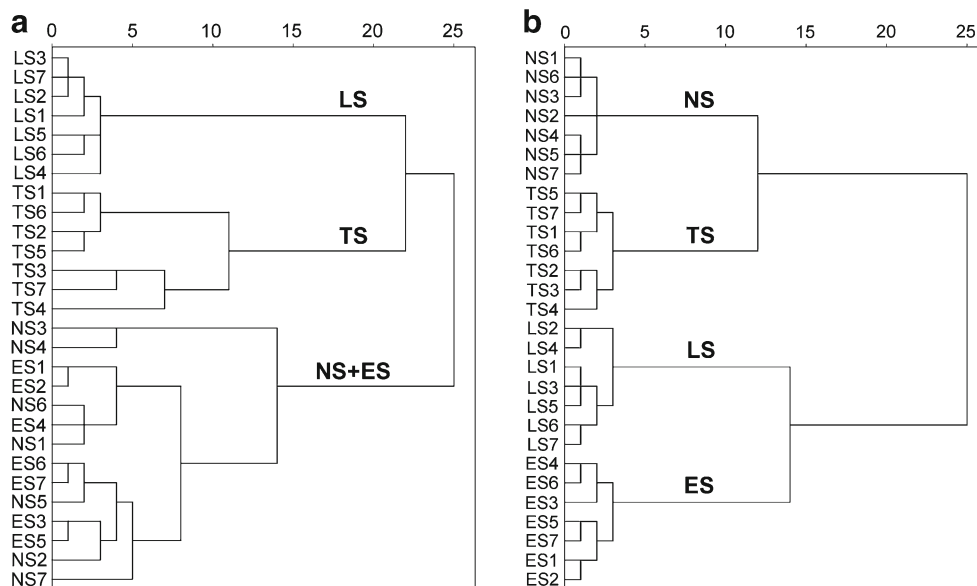 a
0 5 10 15 20 25
LS3
LS7
LS2
LS1
LS
LS5
LS6
LS4
TS1
TS6
TS2
TS
TS5
TS3
TS7
TS4
NS3
NS4
ES1
NS+ES
ES2
NS6
ES4
NS1
ES6
ES7
NS5
ES3
ES5
NS2
NS7
b
0 5 10 15 20 25
NS1
NS6
NS3
NS
NS2
NS4
NS5
NS7
TS5
TS7
TS1
TS
TS6
TS2
TS3
TS4
LS2
LS4
LS
LS1
LS3
LS5
LS6
LS7
ES4
ES6
ES
ES3
ES5
ES7
ES1
ES2